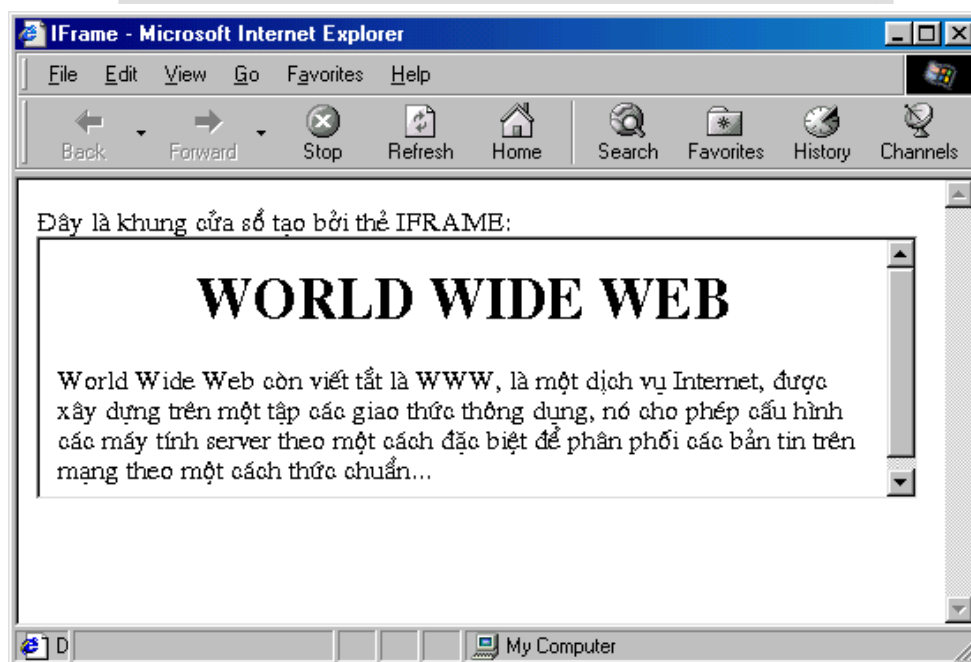 IFrame - Microsoft Internet Explorer
File Edit View Go Favorites Help
Back Forward Stop Refresh Home Search Favorites History Channels
Đây là khung cửa sổ tạo bởi thẻ IFRAME:
WORLD WIDE WEB
World Wide Web còn viết tắt là WWW, là một dịch vụ Internet, được
xây dựng trên một tập các giao thức thông dụng, nó cho phép cấu hình
các máy tính server theo một cách đặc biệt để phân phối các bản tin trên
mạng theo một cách thức chuẩn...
D My Computer